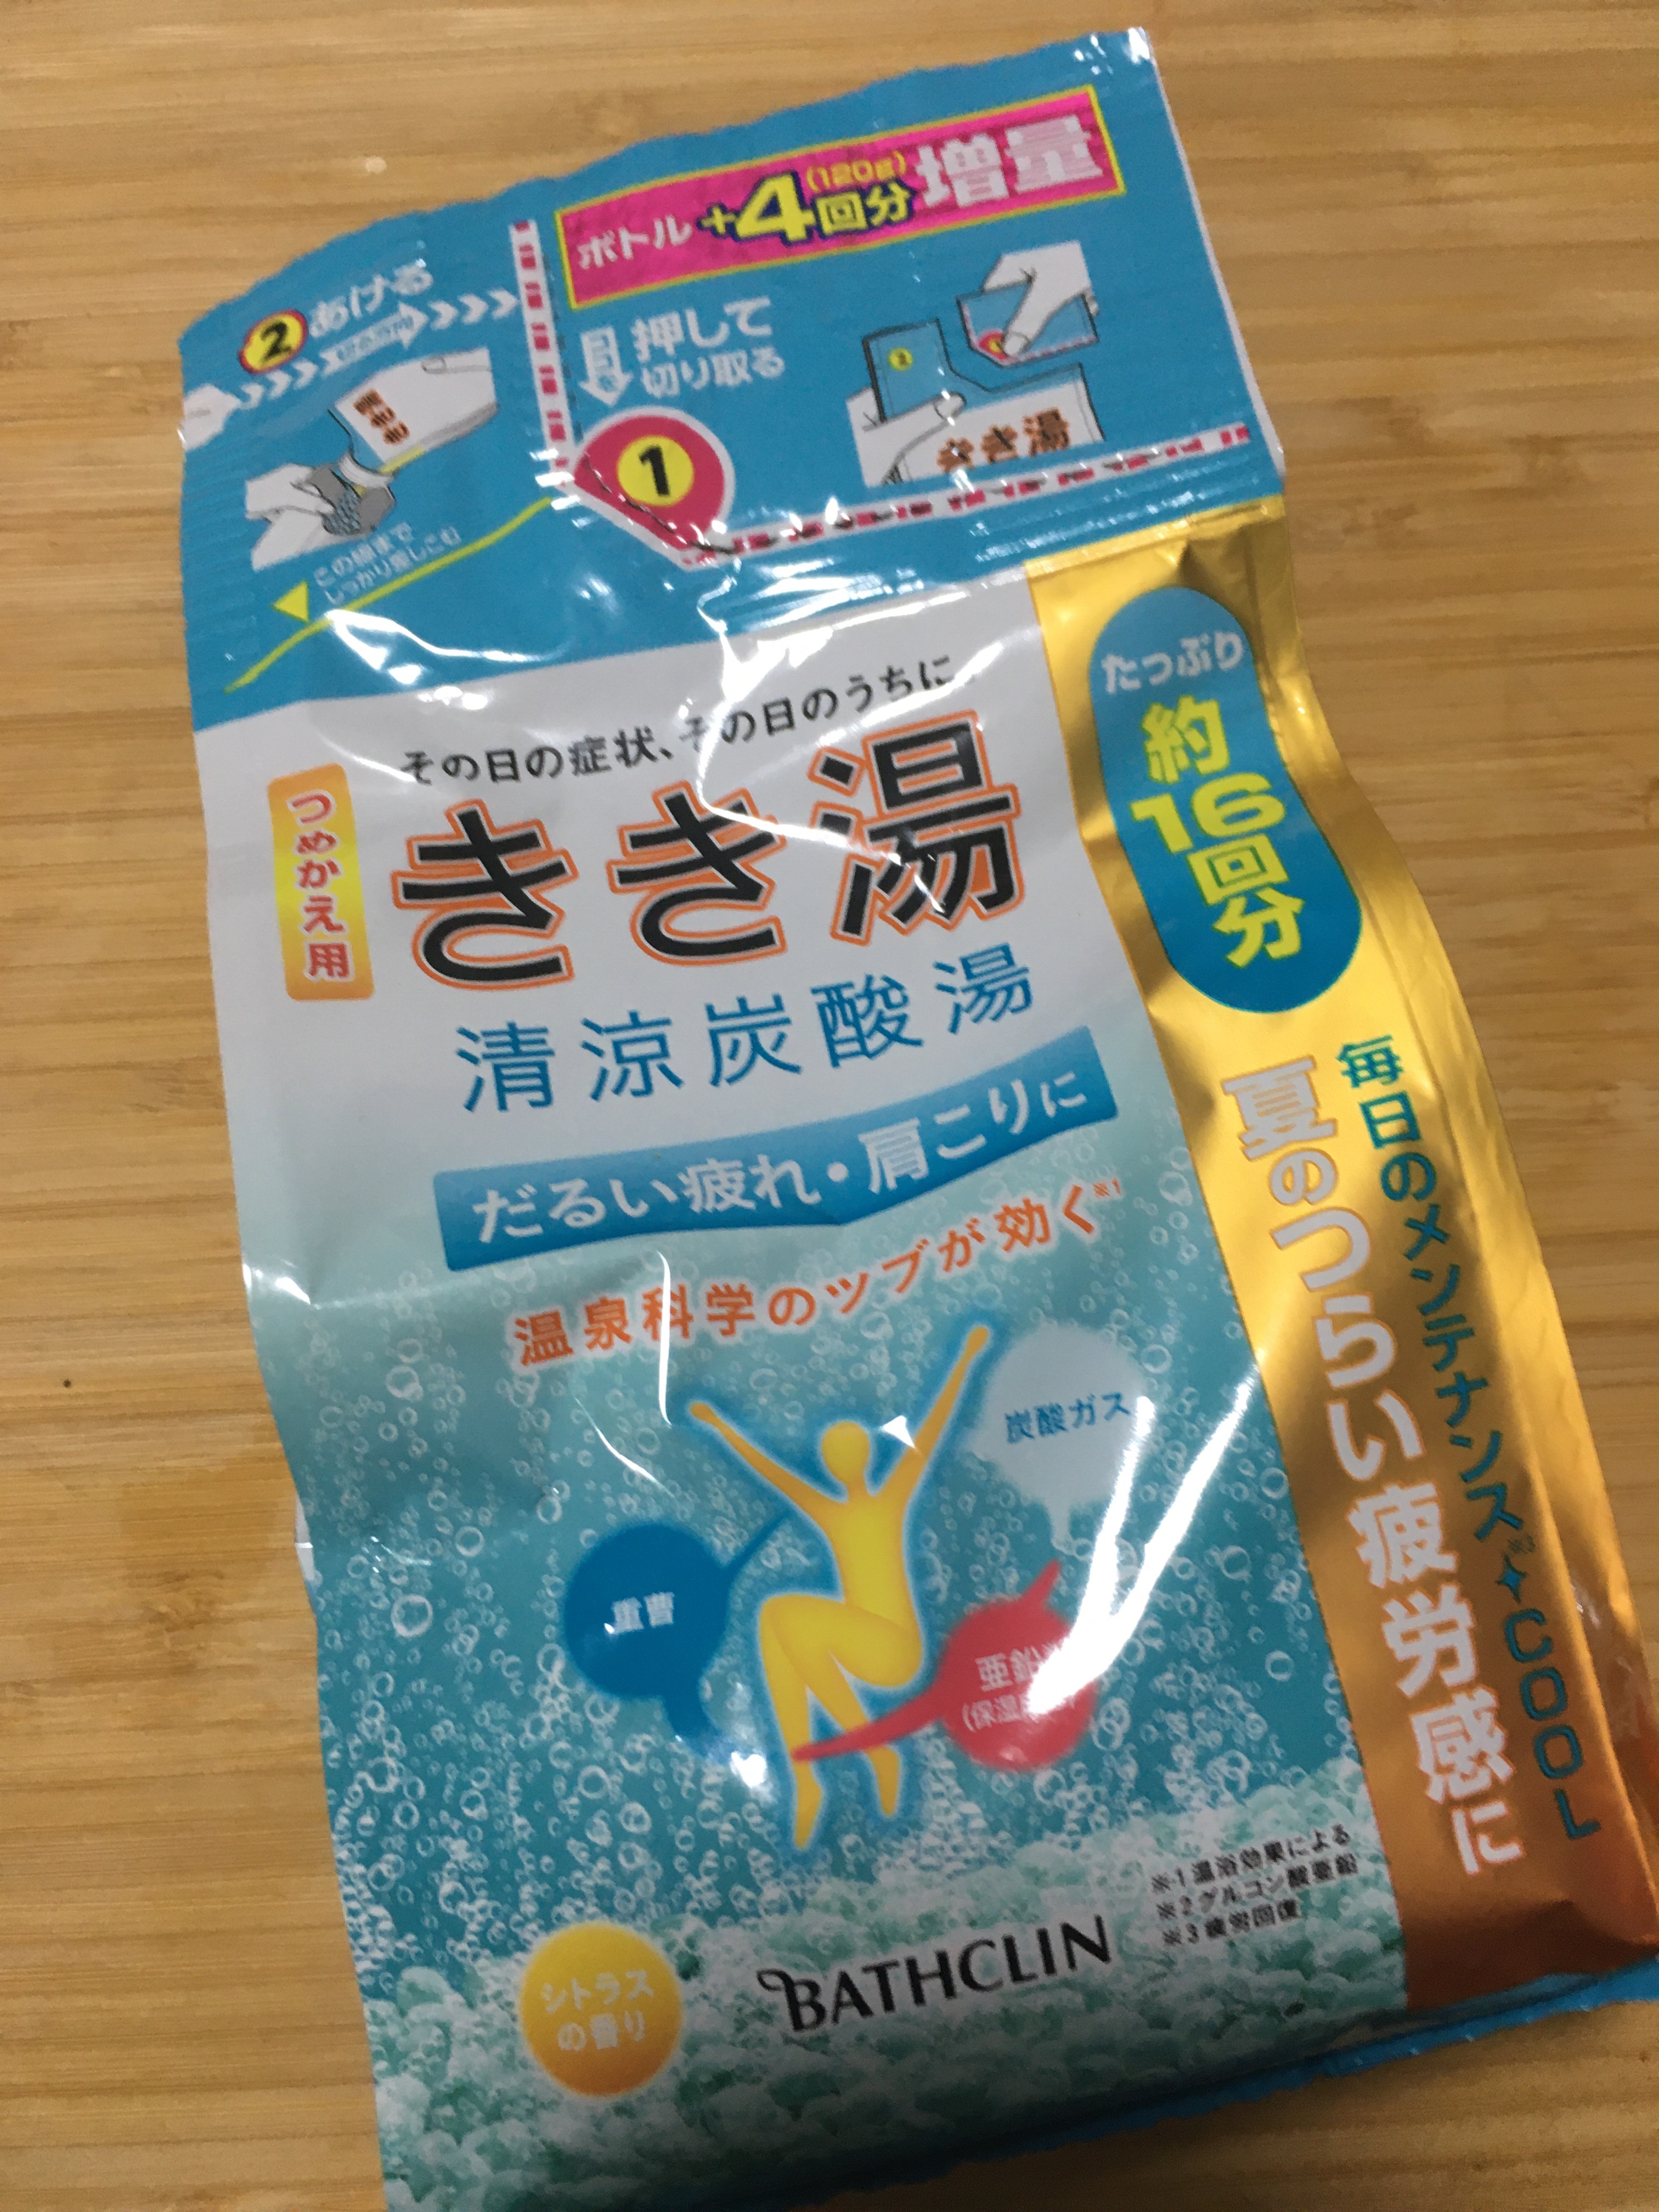 ボトル+4回分(120g)増量
②あける
押して
切り取る
1
2
きき湯
この線まで
しっかり差しこむ
その日の症状、その日のうちに
つめかえ用
きき湯
清涼炭酸湯
だるい疲れ・肩こりに
温泉科学のツブが効く※1
炭酸ガス
重曹
亜鉛
シトラス
の香り
BATHCLIN
※1温浴効果による
※2グルコン酸亜鉛
※3疲労回復
たっぷり
約
16
回
分
毎日のメンテナンス※3+COOL
夏のつらい疲労感に